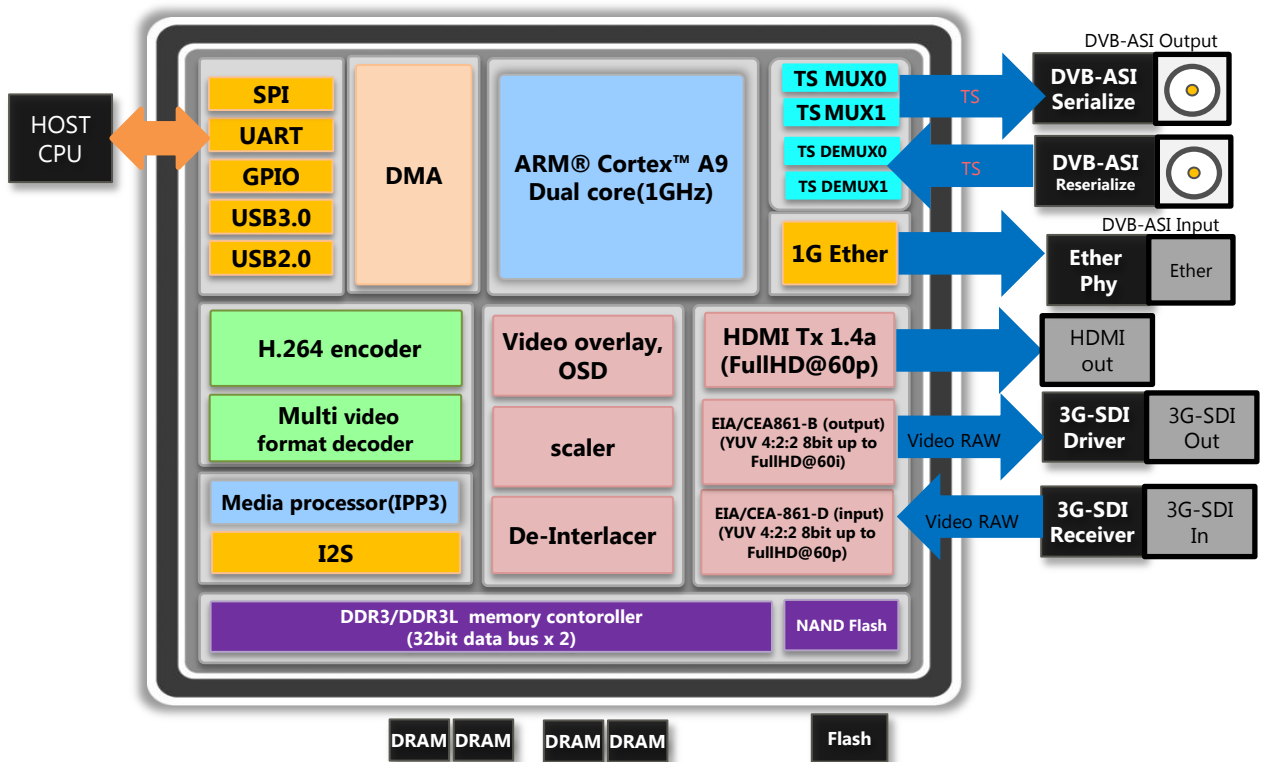 DVB-ASI Output
HOST
CPU
SPI
UART
GPIO
USB3.0
USB2.0
DMA
ARM® Cortex™ A9
Dual core(1GHz)
TS MUX0
TS MUX1
TS DEMUX0
TS DEMUX1
TS
DVB-ASI
Serialize
TS
DVB-ASI
Reserialize
DVB-ASI Input
1G Ether
Ether
Phy
Ether
H.264 encoder
Multi video
format decoder
Video overlay,
OSD
scaler
De-Interlacer
HDMI Tx 1.4a
(FullHD@60p)
HDMI
out
EIA/CEA861-B (output)
(YUV 4:2:2 8bit up to
FullHD@60i)
Video RAW
3G-SDI
Driver
3G-SDI
Out
EIA/CEA-861-D (input)
(YUV 4:2:2 8bit up to
FullHD@60p)
Video RAW
3G-SDI
Receiver
3G-SDI
In
Media processor(IPP3)
I2S
DDR3/DDR3L memory contoroller
(32bit data bus x 2)
NAND Flash
DRAM
DRAM
DRAM
DRAM
Flash